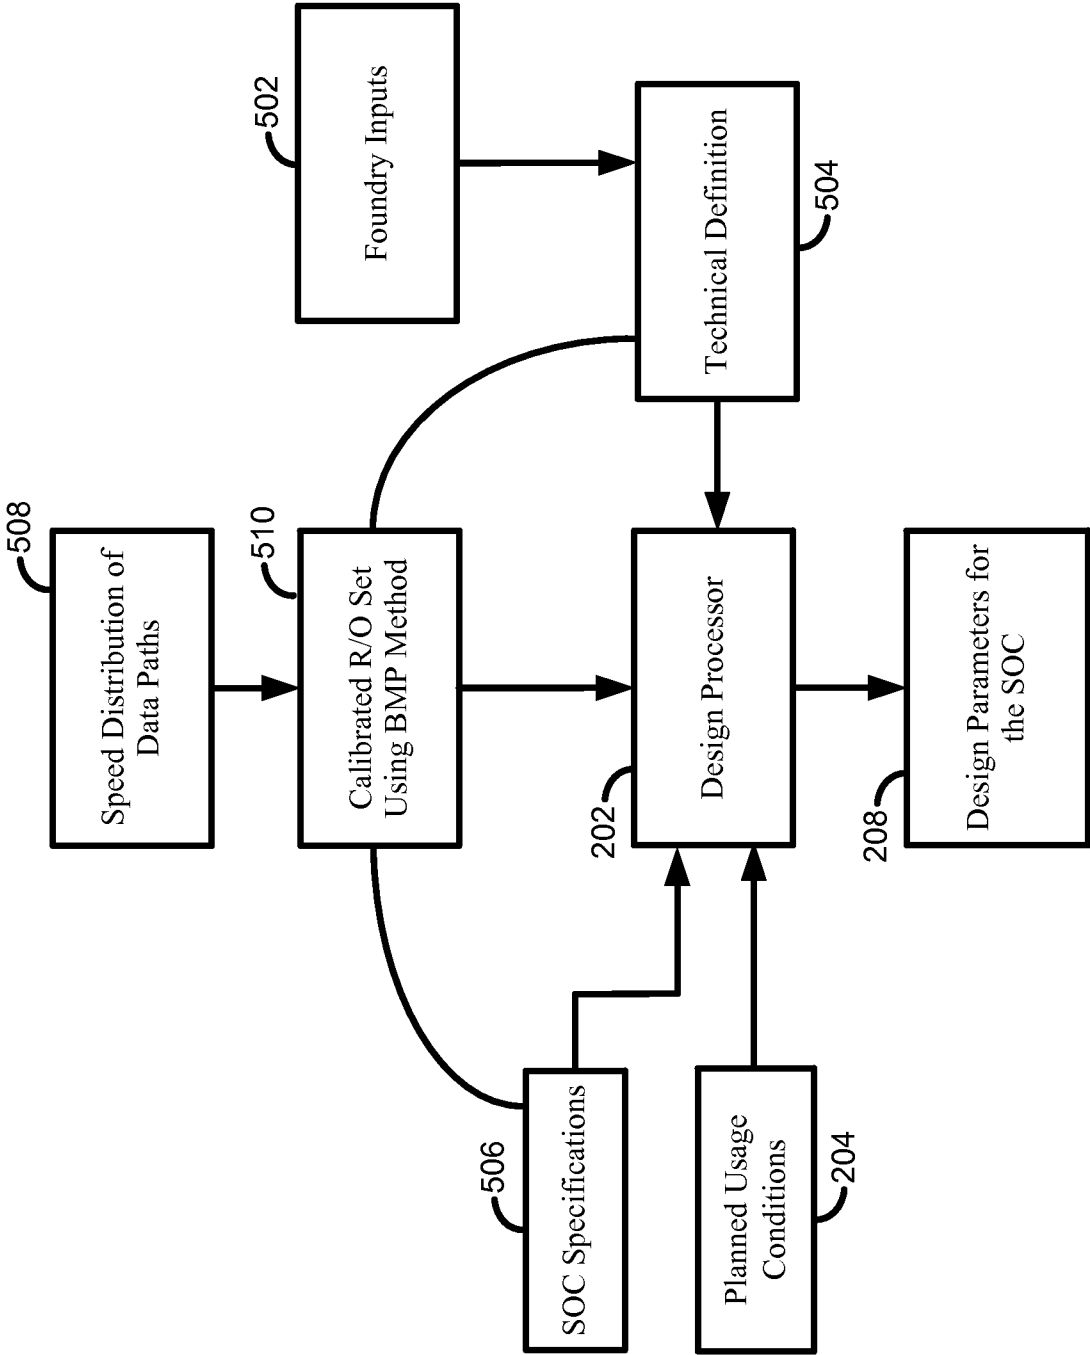 508
Speed Distribution of
Data Paths
502
Foundry Inputs
510
Calibrated R/O Set
Using BMP Method
506
SOC Specifications
202
Design Processor
Technical Definition
504
Planned Usage
Conditions
204
208
Design Parameters for
the SOC